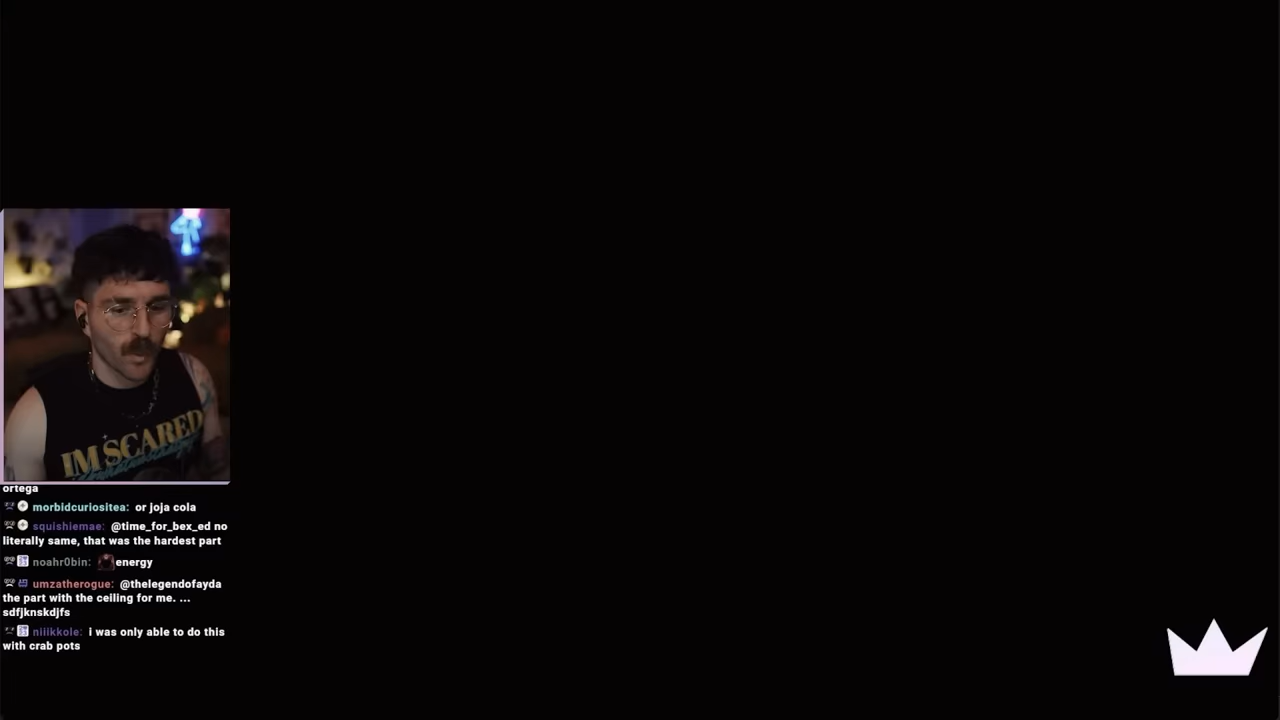 IM SCARED
ortega
morbidcuriositea: or joja cola
squishiemae: @time_for_bex_ed no
literally same, that was the hardest part
noahr0bin: energy
umzatherogue: @thelegendofayda
the part with the ceiling for me. ...
sdfjknskdjfs
niiikkole: i was only able to do this
with crab pots